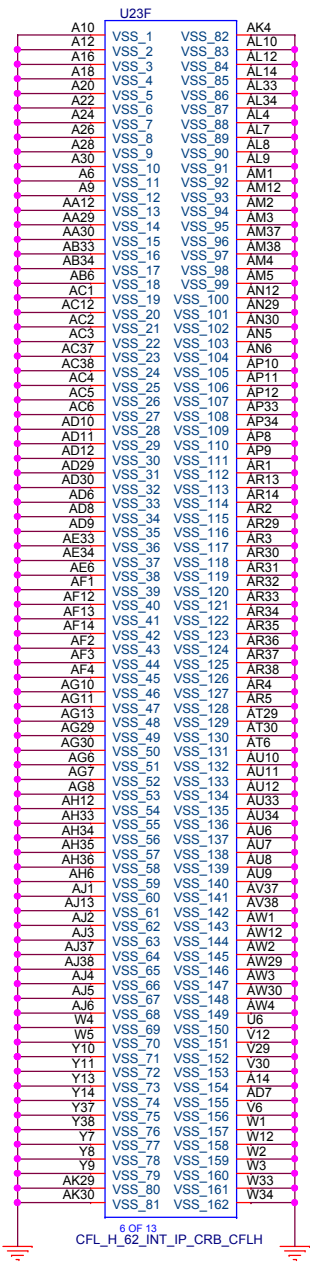 U23F
A10 VSS_1 VSS_82 AK4
A12 VSS_2 VSS_83 AL10
A16 VSS_3 VSS_84 AL12
A18 VSS_4 VSS_85 AL14
A20 VSS_5 VSS_86 AL33
A22 VSS_6 VSS_87 AL34
A24 VSS_7 VSS_88 AL4
A26 VSS_8 VSS_89 AL7
A28 VSS_9 VSS_90 AL8
A30 VSS_10 VSS_91 AL9
A6 VSS_11 VSS_92 AM1
A9 VSS_12 VSS_93 AM12
AA12 VSS_13 VSS_94 AM2
AA29 VSS_14 VSS_95 AM3
AA30 VSS_15 VSS_96 AM37
AB33 VSS_16 VSS_97 AM38
AB34 VSS_17 VSS_98 AM4
AB6 VSS_18 VSS_99 AM5
AC1 VSS_19 VSS_100 AN12
AC12 VSS_20 VSS_101 AN29
AC2 VSS_21 VSS_102 AN30
AC3 VSS_22 VSS_103 AN5
AC37 VSS_23 VSS_104 AN6
AC38 VSS_24 VSS_105 AP10
AC4 VSS_25 VSS_106 AP11
AC5 VSS_26 VSS_107 AP12
AC6 VSS_27 VSS_108 AP33
AD10 VSS_28 VSS_109 AP34
AD11 VSS_29 VSS_110 AP8
AD12 VSS_30 VSS_111 AP9
AD29 VSS_31 VSS_112 AR1
AD30 VSS_32 VSS_113 AR13
AD6 VSS_33 VSS_114 AR14
AD8 VSS_34 VSS_115 AR2
AD9 VSS_35 VSS_116 AR29
AE33 VSS_36 VSS_117 AR3
AE34 VSS_37 VSS_118 AR30
AE6 VSS_38 VSS_119 AR31
AF1 VSS_39 VSS_120 AR32
AF12 VSS_40 VSS_121 AR33
AF13 VSS_41 VSS_122 AR34
AF14 VSS_42 VSS_123 AR35
AF2 VSS_43 VSS_124 AR36
AF3 VSS_44 VSS_125 AR37
AF4 VSS_45 VSS_126 AR38
AG10 VSS_46 VSS_127 AR4
AG11 VSS_47 VSS_128 AR5
AG13 VSS_48 VSS_129 AT29
AG29 VSS_49 VSS_130 AT30
AG30 VSS_50 VSS_131 AT6
AG6 VSS_51 VSS_132 AU10
AG7 VSS_52 VSS_133 AU11
AG8 VSS_53 VSS_134 AU12
AH12 VSS_54 VSS_135 AU33
AH33 VSS_55 VSS_136 AU34
AH34 VSS_56 VSS_137 AU6
AH35 VSS_57 VSS_138 AU7
AH36 VSS_58 VSS_139 AU8
AH6 VSS_59 VSS_140 AU9
AJ1 VSS_60 VSS_141 AV37
AJ13 VSS_61 VSS_142 AV38
AJ2 VSS_62 VSS_143 AW1
AJ3 VSS_63 VSS_144 AW12
AJ37 VSS_64 VSS_145 AW2
AJ38 VSS_65 VSS_146 AW29
AJ4 VSS_66 VSS_147 AW3
AJ5 VSS_67 VSS_148 AW30
AJ6 VSS_68 VSS_149 AW4
W4 VSS_69 VSS_150 U6
W5 VSS_70 VSS_151 V12
Y10 VSS_71 VSS_152 V29
Y11 VSS_72 VSS_153 V30
Y13 VSS_73 VSS_154 A14
Y14 VSS_74 VSS_155 AD7
Y37 VSS_75 VSS_156 V6
Y38 VSS_76 VSS_157 W1
Y7 VSS_77 VSS_158 W12
Y8 VSS_78 VSS_159 W2
Y9 VSS_79 VSS_160 W3
AK29 VSS_80 VSS_161 W33
AK30 VSS_81 VSS_162 W34
6 OF 13
CFL_H_62_INT_IP_CRB_CFLH